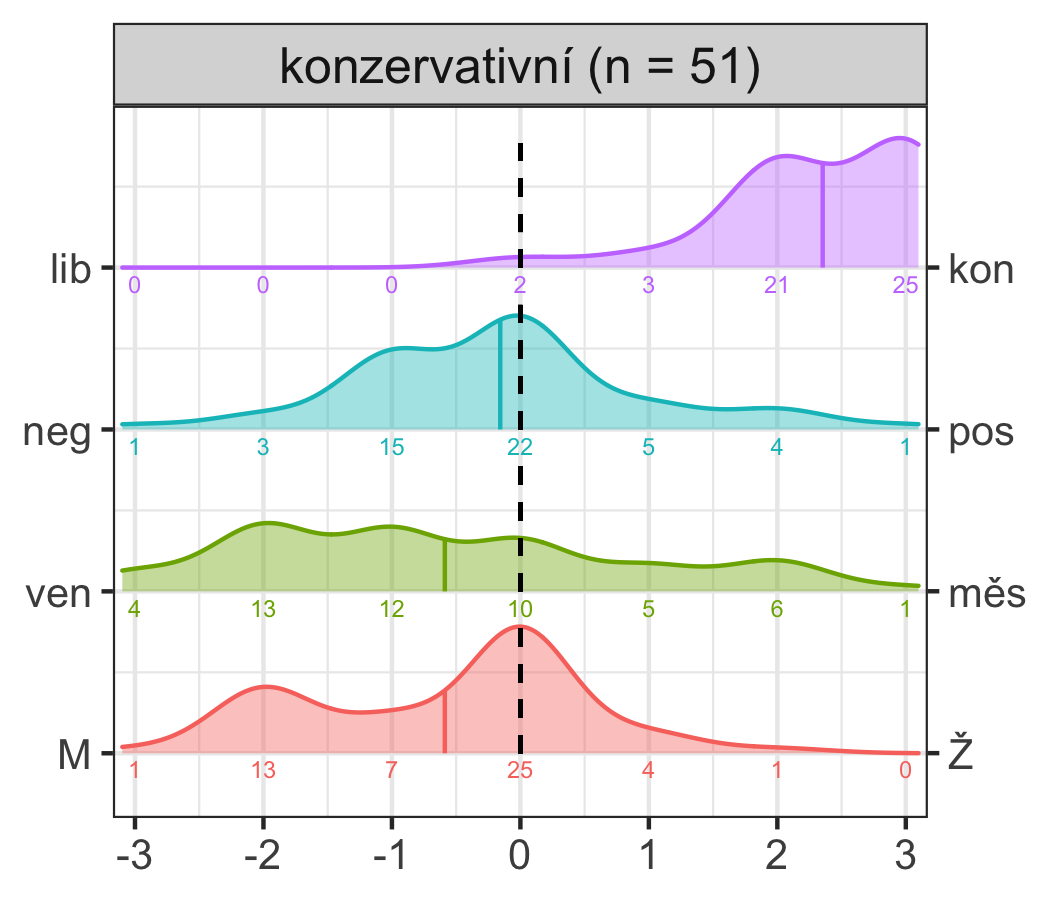 konzervativní (n = 51)
lib kon
0 0 0 2 3 21 25
neg pos
1 3 15 22 5 4 1
ven měs
4 13 12 10 5 6 1
M Ž
1 13 7 25 4 1 0
-3 -2 -1 0 1 2 3